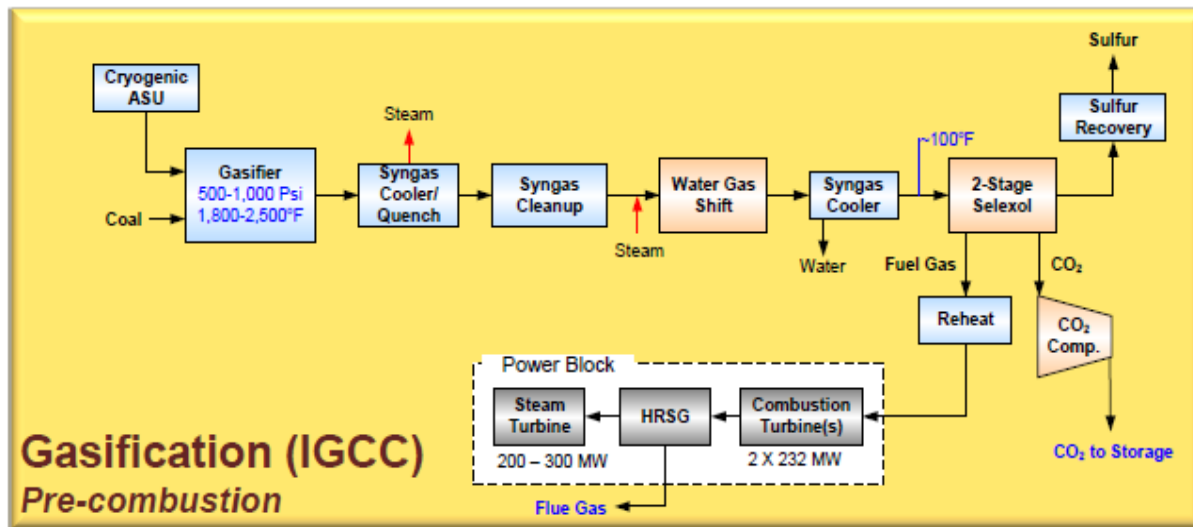 Sulfur
Cryogenic
ASU
Sulfur
Recovery
Steam
~100°F
Gasifier
500-1,000 Psi
1,800-2,500°F
Syngas
Cooler/
Quench
Syngas
Cleanup
Water Gas
Shift
Syngas
Cooler
2-Stage
Selexol
Coal
Steam
Water
Fuel Gas
CO₂
Reheat
CO₂
Comp.
Power Block
Steam
Turbine
HRSG
Combustion
Turbine(s)
200 – 300 MW
2 X 232 MW
CO₂ to Storage
Flue Gas
Gasification (IGCC)
Pre-combustion